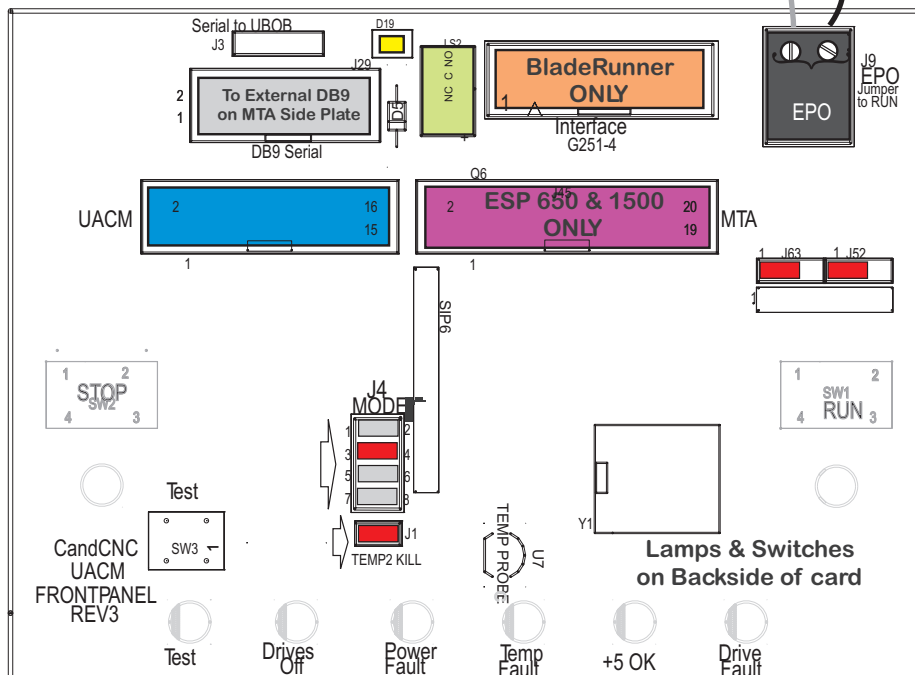 Serial to UBOB
J3
D19
J29
LS2
NC C NO
+
2
1
To External DB9
on MTA Side Plate
DB9 Serial
D5
BladeRunner
ONLY
1
Interface
G251-4
EPO
J9
EPO
Jumper
to RUN
UACM
2
16
15
1
Q6
J45
2
ESP 650 & 1500
ONLY
20
19
MTA
1
1
J63
1
J52
1
SIP6
1
2
STOP
SW2
4
3
1
2
SW1
RUN
4
3
J4
MODE
1
2
3
4
5
6
7
8
J1
TEMP2 KILL
Test
SW3
1
CandCNC
UACM
FRONTPANEL
REV3
TEMP PROBE
U7
Y1
Lamps & Switches
on Backside of card
Test
Drives
Off
Power
Fault
Temp
Fault
+5 OK
Drive
Fault